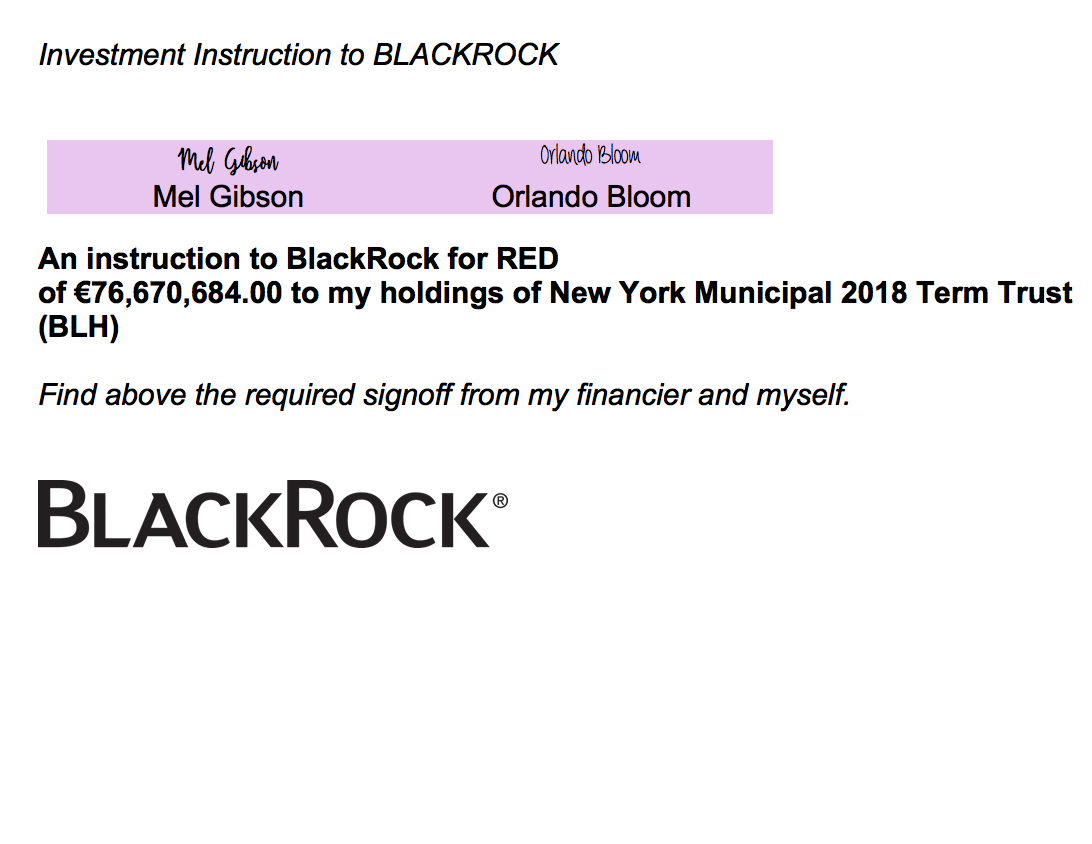 Investment Instruction to BLACKROCK
Mel Gibson Orlando Bloom
Mel Gibson Orlando Bloom
An instruction to BlackRock for RED
of €76,670,684.00 to my holdings of New York Municipal 2018 Term Trust
(BLH)
Find above the required signoff from my financier and myself.
BLACKROCK®